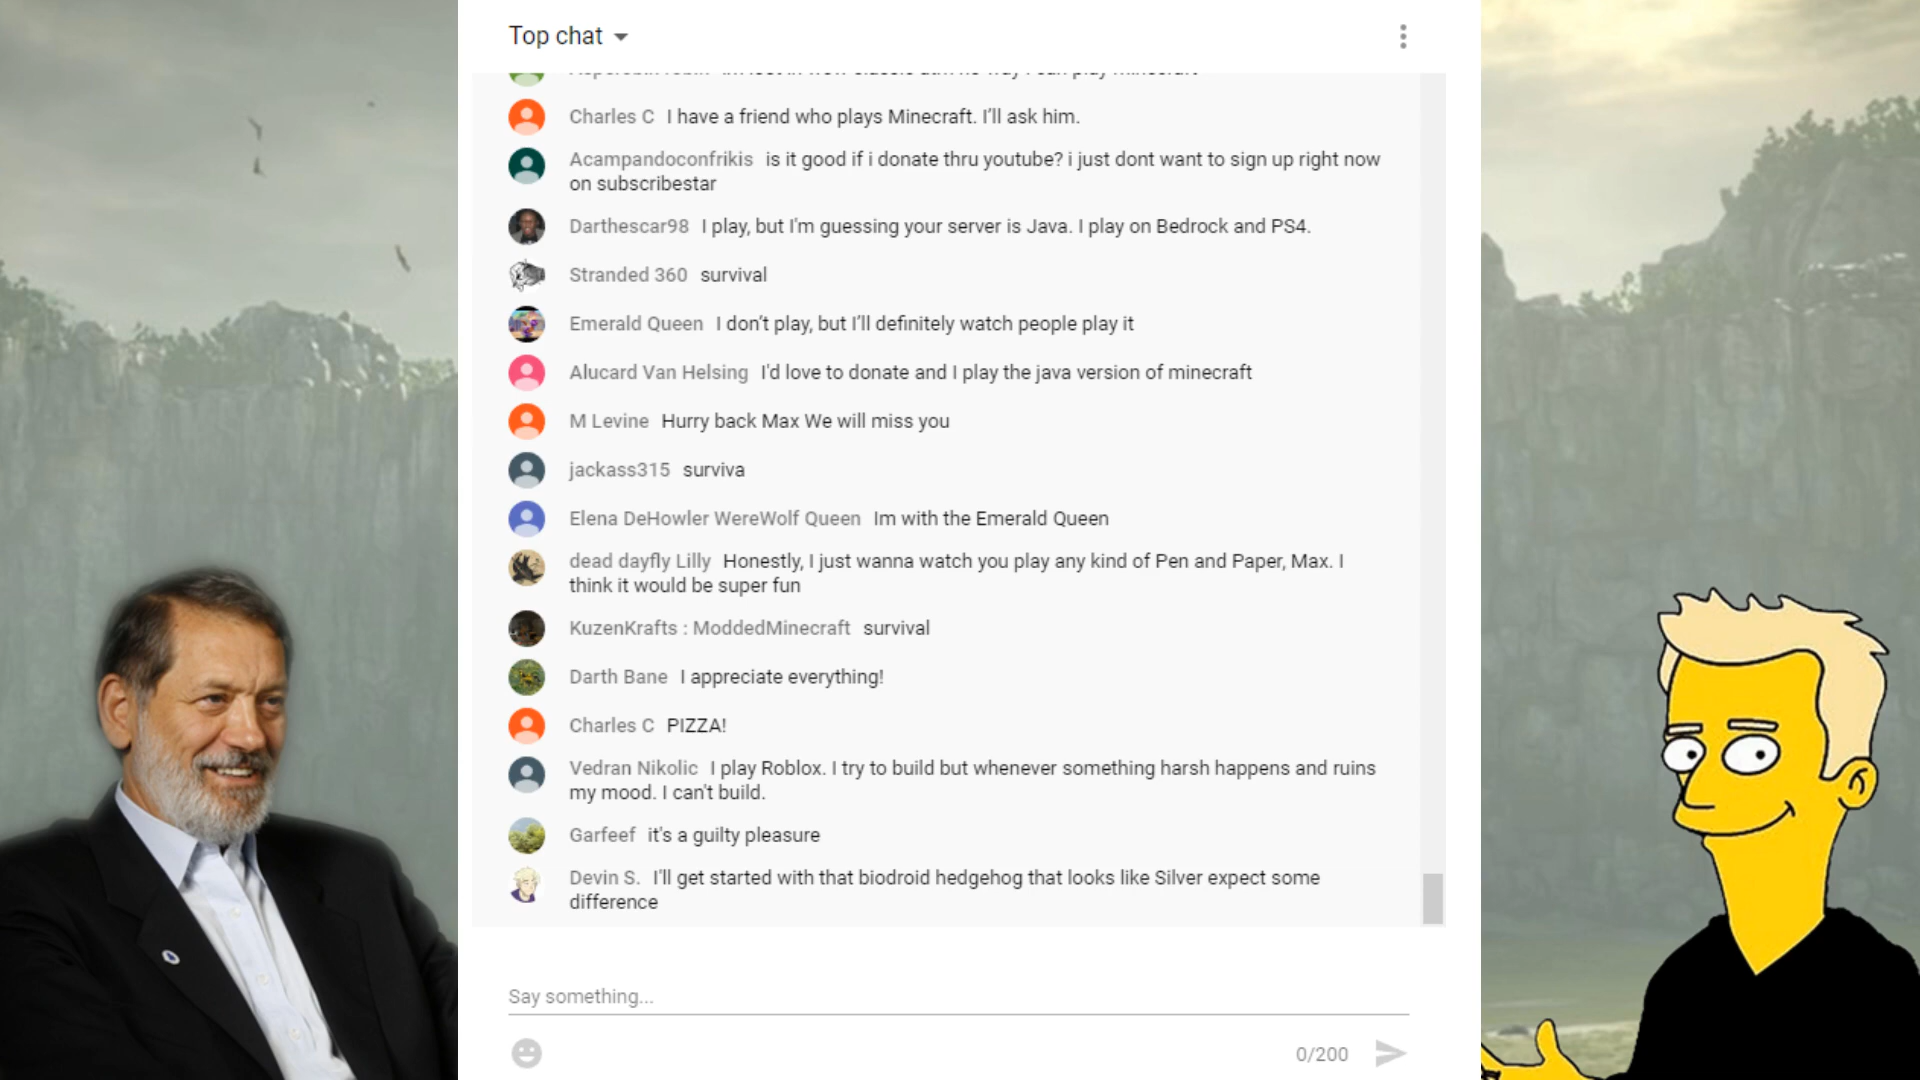 Top chat
Charles C I have a friend who plays Minecraft. I'll ask him.
Acampandoconfrikis is it good if i donate thru youtube? i just dont want to sign up right now
on subscribestar
Darthescar98 I play, but I'm guessing your server is Java. I play on Bedrock and PS4.
Stranded 360 survival
Emerald Queen I don't play, but I'll definitely watch people play it
Alucard Van Helsing I'd love to donate and I play the java version of minecraft
M Levine Hurry back Max We will miss you
jackass315 surviva
Elena DeHowler WereWolf Queen Im with the Emerald Queen
dead dayfly Lilly Honestly, I just wanna watch you play any kind of Pen and Paper, Max. I
think it would be super fun
KuzenKrafts : ModdedMinecraft survival
Darth Bane I appreciate everything!
Charles C PIZZA!
Vedran Nikolic I play Roblox. I try to build but whenever something harsh happens and ruins
my mood. I can't build.
Garfeef it's a guilty pleasure
Devin S. I'll get started with that biodroid hedgehog that looks like Silver expect some
difference
Say something...
0/200